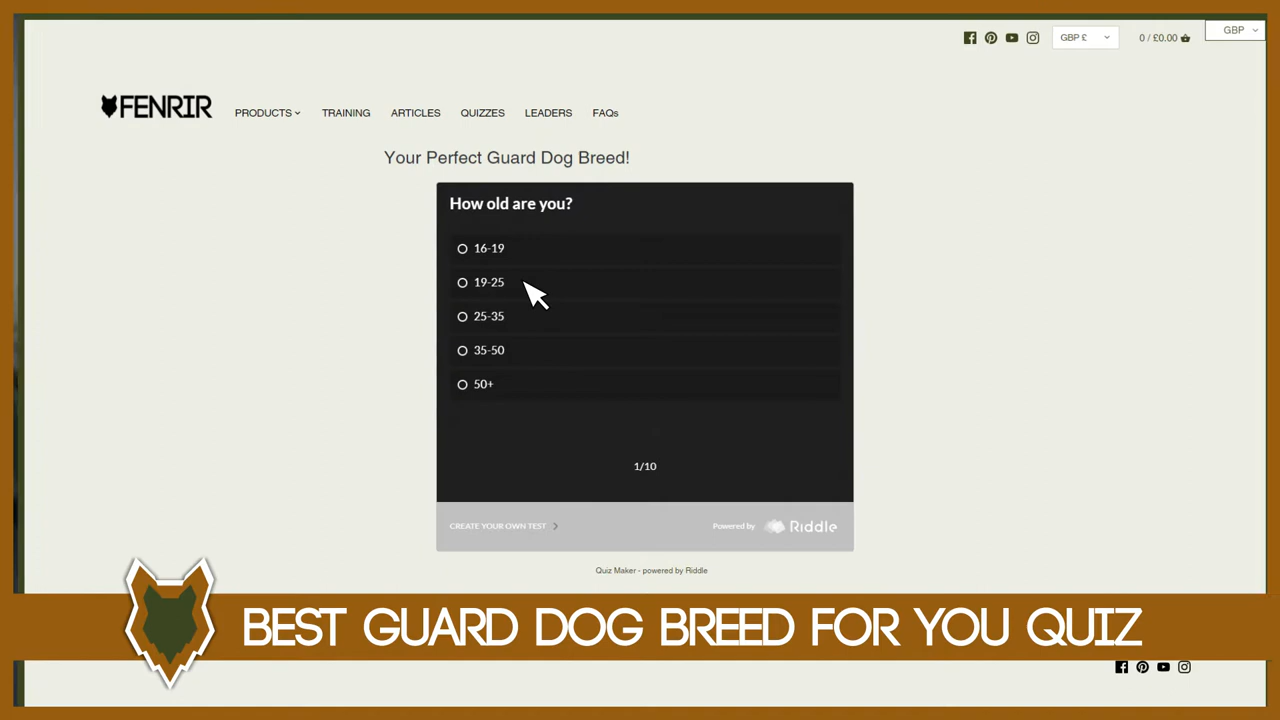 GBP £
0 / £0.00
GBP
FENRIR
PRODUCTS
TRAINING
ARTICLES
QUIZZES
LEADERS
FAQs
Your Perfect Guard Dog Breed!
How old are you?
16-19
19-25
25-35
35-50
50+
1/10
CREATE YOUR OWN TEST
Powered by Riddle
Quiz Maker - powered by Riddle
BEST GUARD DOG BREED FOR YOU QUIZ